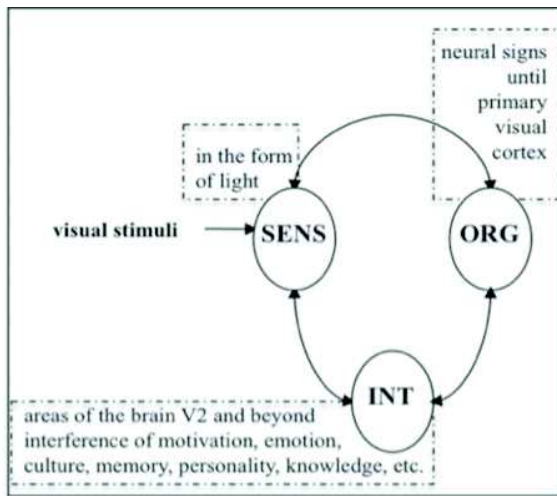 neural signs
until
primary
visual
cortex
in the form
of light
visual stimuli
SENS
ORG
INT
areas of the brain V2 and beyond
interference of motivation, emotion,
culture, memory, personality, knowledge, etc.